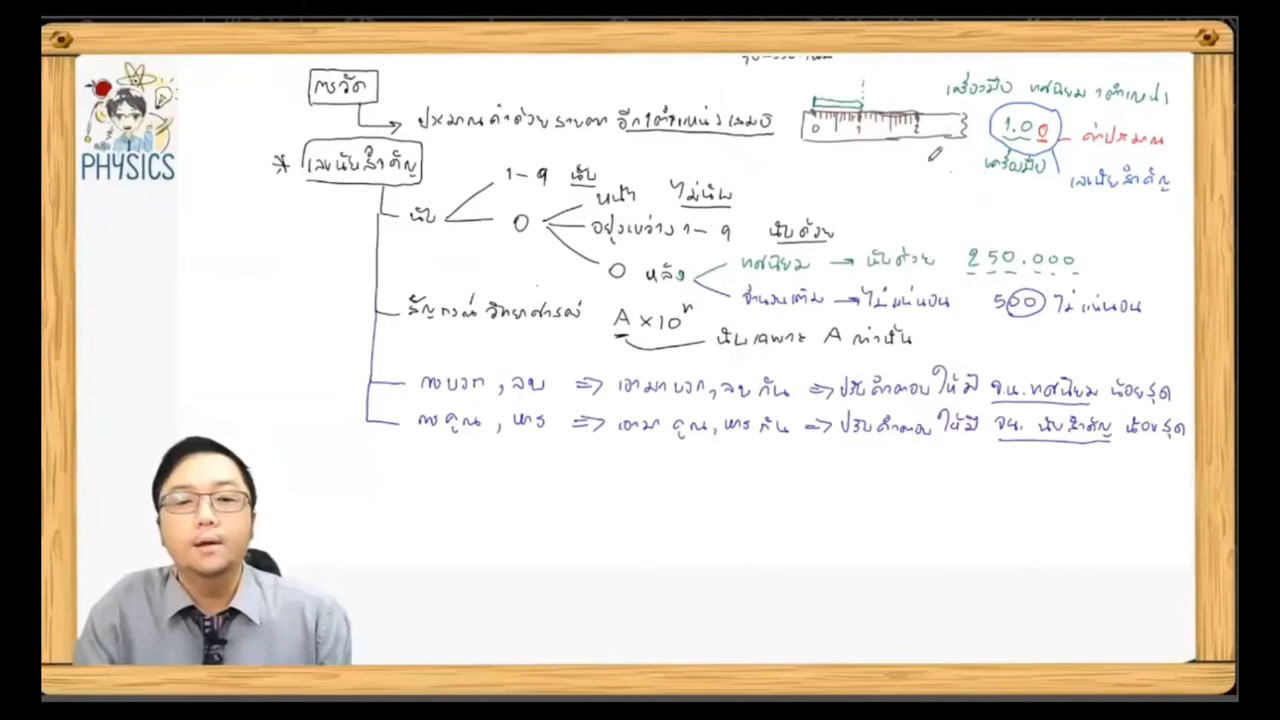 PHYSICS
การวัด
ประมาณค่าด้วยสายตา อีก 1 ตำแหน่งเสมอ
0 1 2
เครื่องมือ ทศนิยม 1 ตำแหน่ง
1.00 ค่าประมาณ
เครื่องมือ
เลขนัยสำคัญ
* เลขนัยสำคัญ
นับ
1-9 นับ
0
หน้า ไม่นับ
อยู่ระหว่าง 1-9 นับด้วย
0 หลัง
ทศนิยม → นับด้วย 250.000
จำนวนเต็ม → ไม่แน่นอน 500 ไม่แน่นอน
สัญกรณ์วิทยาศาสตร์ A × 10ⁿ
นับเฉพาะ A เท่านั้น
การบวก, ลบ => เอามาบวก, ลบกัน => ปรับคำตอบให้มี จ.น.ทศนิยม น้อยสุด
การคูณ, หาร => เอามา คูณ, หารกัน => ปรับคำตอบให้มี จน. นัยสำคัญ น้อยสุด